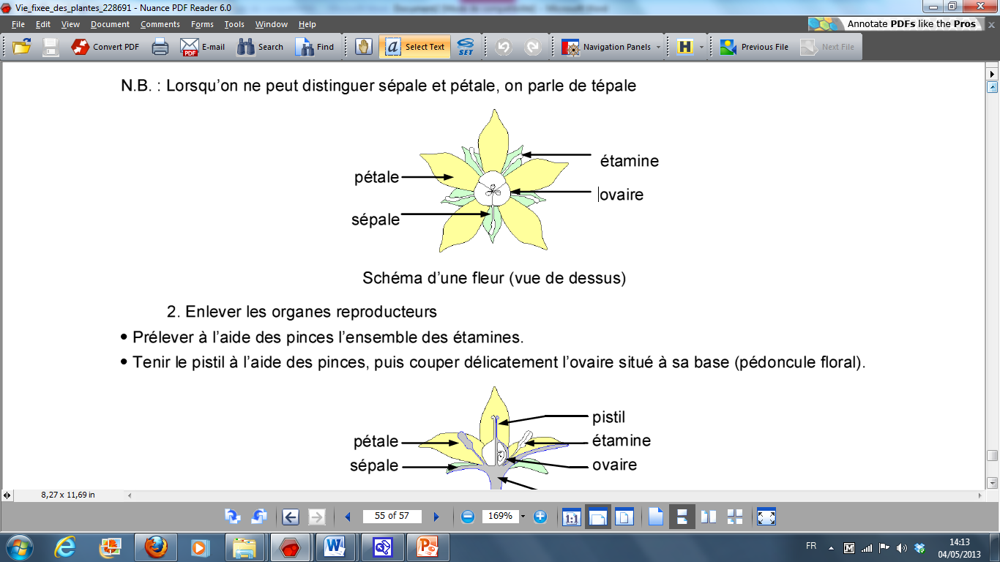 Vie_fixee_des_plantes_228691 - Nuance PDF Reader 6.0
File Edit View Document Comments Forms Tools Window Help
Annotate PDFs like the Pros
Convert PDF E-mail Search Find Select Text SET Navigation Panels H Previous File Next File
N.B. : Lorsqu’on ne peut distinguer sépale et pétale, on parle de tépale
étamine
pétale
ovaire
sépale
Schéma d’une fleur (vue de dessus)
2. Enlever les organes reproducteurs
• Prélever à l’aide des pinces l’ensemble des étamines.
• Tenir le pistil à l’aide des pinces, puis couper délicatement l’ovaire situé à sa base (pédoncule floral).
pistil
pétale étamine
sépale ovaire
8,27 x 11,69 in
55 of 57 169% 1:1
FR 14:13
04/05/2013